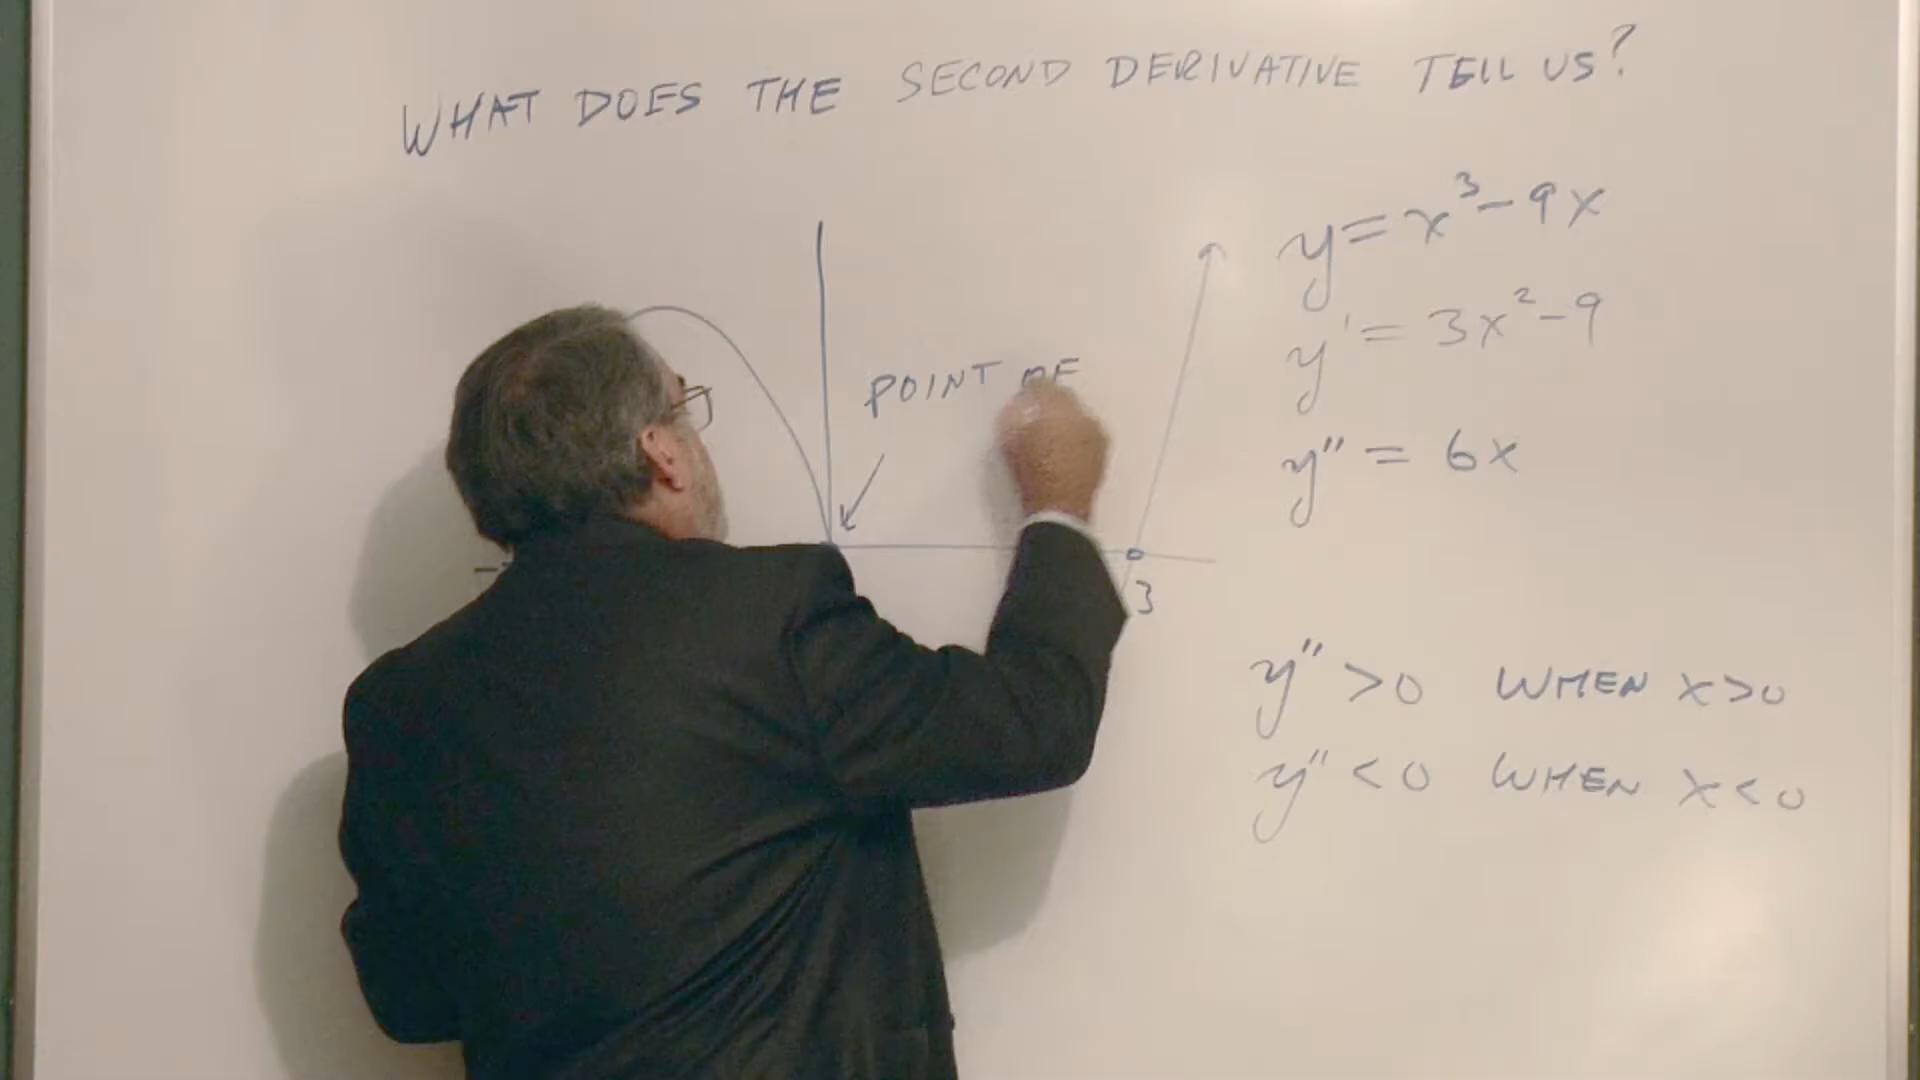 WHAT DOES THE SECOND DERIVATIVE TELL US?
y = x³ - 9x
y' = 3x² - 9
POINT OF
y'' = 6x
3
y'' > 0 WHEN x > 0
y'' < 0 WHEN x < 0